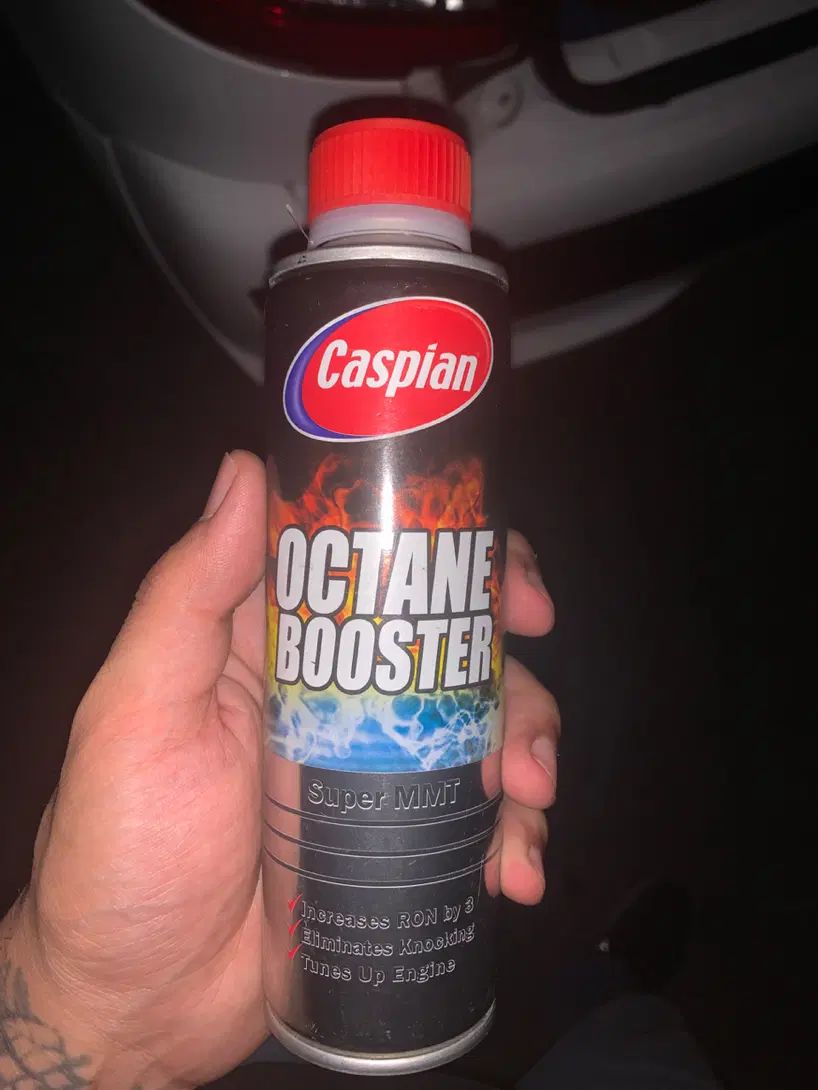 Caspian
OCTANE
BOOSTER
Super MMT
Increases RON by 3
Eliminates Knocking
Tunes Up Engine